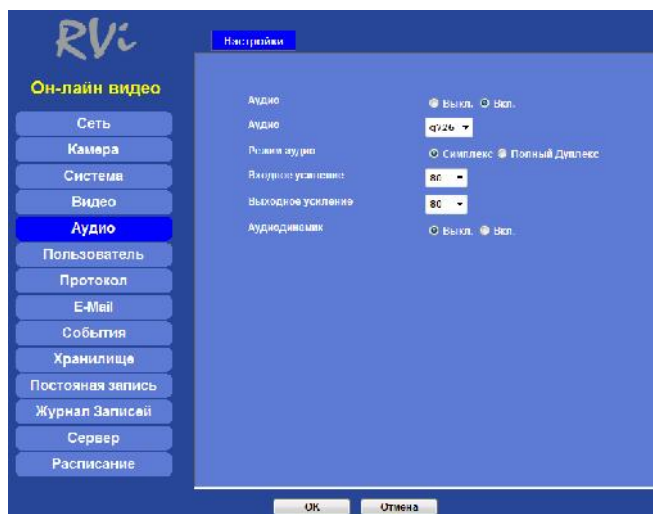 RVi
Настройки
Он-лайн видео
Сеть
Камера
Система
Видео
Аудио
Пользователь
Протокол
E-Mail
События
Хранилище
Постояная запись
Журнал Записей
Сервер
Расписание
Аудио Выкл. Вкл.
Аудио g726
Режим аудио Симплекс Полный Дуплекс
Входное усиление 80
Выходное усиление 80
Аудиодинамик Выкл. Вкл.
OK Отмена